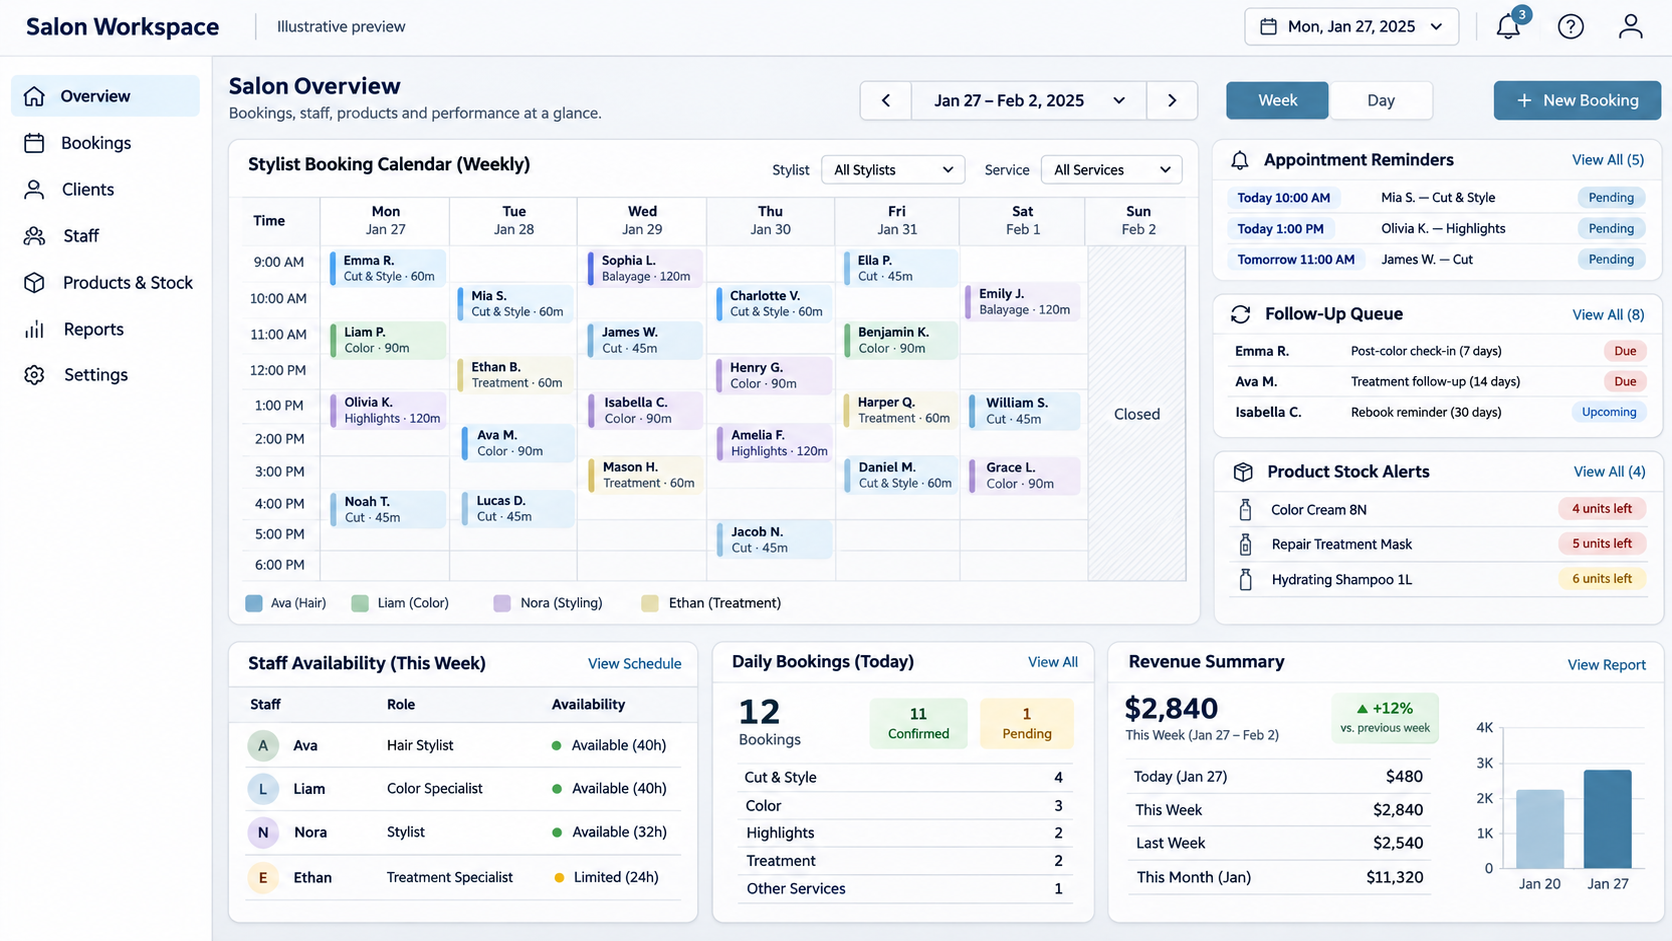 Salon Workspace
Illustrative preview
Mon, Jan 27, 2025
3
Overview
Bookings
Clients
Staff
Products & Stock
Reports
Settings
Salon Overview
Bookings, staff, products and performance at a glance.
Jan 27 – Feb 2, 2025
Week
Day
+ New Booking
Stylist Booking Calendar (Weekly)
Stylist
All Stylists
Service
All Services
Time
Mon
Jan 27
Tue
Jan 28
Wed
Jan 29
Thu
Jan 30
Fri
Jan 31
Sat
Feb 1
Sun
Feb 2
9:00 AM
10:00 AM
11:00 AM
12:00 PM
1:00 PM
2:00 PM
3:00 PM
4:00 PM
5:00 PM
6:00 PM
Emma R.
Cut & Style · 60m
Liam P.
Color · 90m
Olivia K.
Highlights · 120m
Noah T.
Cut · 45m
Mia S.
Cut & Style · 60m
Ethan B.
Treatment · 60m
Ava M.
Color · 90m
Lucas D.
Cut · 45m
Sophia L.
Balayage · 120m
James W.
Cut · 45m
Isabella C.
Color · 90m
Mason H.
Treatment · 60m
Charlotte V.
Cut & Style · 60m
Henry G.
Color · 90m
Amelia F.
Highlights · 120m
Jacob N.
Cut · 45m
Ella P.
Cut · 45m
Benjamin K.
Color · 90m
Harper Q.
Treatment · 60m
Daniel M.
Cut & Style · 60m
Emily J.
Balayage · 120m
William S.
Cut · 45m
Grace L.
Color · 90m
Closed
Ava (Hair)
Liam (Color)
Nora (Styling)
Ethan (Treatment)
Appointment Reminders
View All (5)
Today 10:00 AM
Mia S. — Cut & Style
Pending
Today 1:00 PM
Olivia K. — Highlights
Pending
Tomorrow 11:00 AM
James W. — Cut
Pending
Follow-Up Queue
View All (8)
Emma R.
Post-color check-in (7 days)
Due
Ava M.
Treatment follow-up (14 days)
Due
Isabella C.
Rebook reminder (30 days)
Upcoming
Product Stock Alerts
View All (4)
Color Cream 8N
4 units left
Repair Treatment Mask
5 units left
Hydrating Shampoo 1L
6 units left
Staff Availability (This Week)
View Schedule
Staff
Role
Availability
A
Ava
Hair Stylist
Available (40h)
L
Liam
Color Specialist
Available (40h)
N
Nora
Stylist
Available (32h)
E
Ethan
Treatment Specialist
Limited (24h)
Daily Bookings (Today)
View All
12
Bookings
11
Confirmed
1
Pending
Cut & Style
4
Color
3
Highlights
2
Treatment
2
Other Services
1
Revenue Summary
View Report
$2,840
This Week (Jan 27 – Feb 2)
▲ +12%
vs. previous week
Today (Jan 27)
$480
This Week
$2,840
Last Week
$2,540
This Month (Jan)
$11,320
4K
3K
2K
1K
0
Jan 20
Jan 27